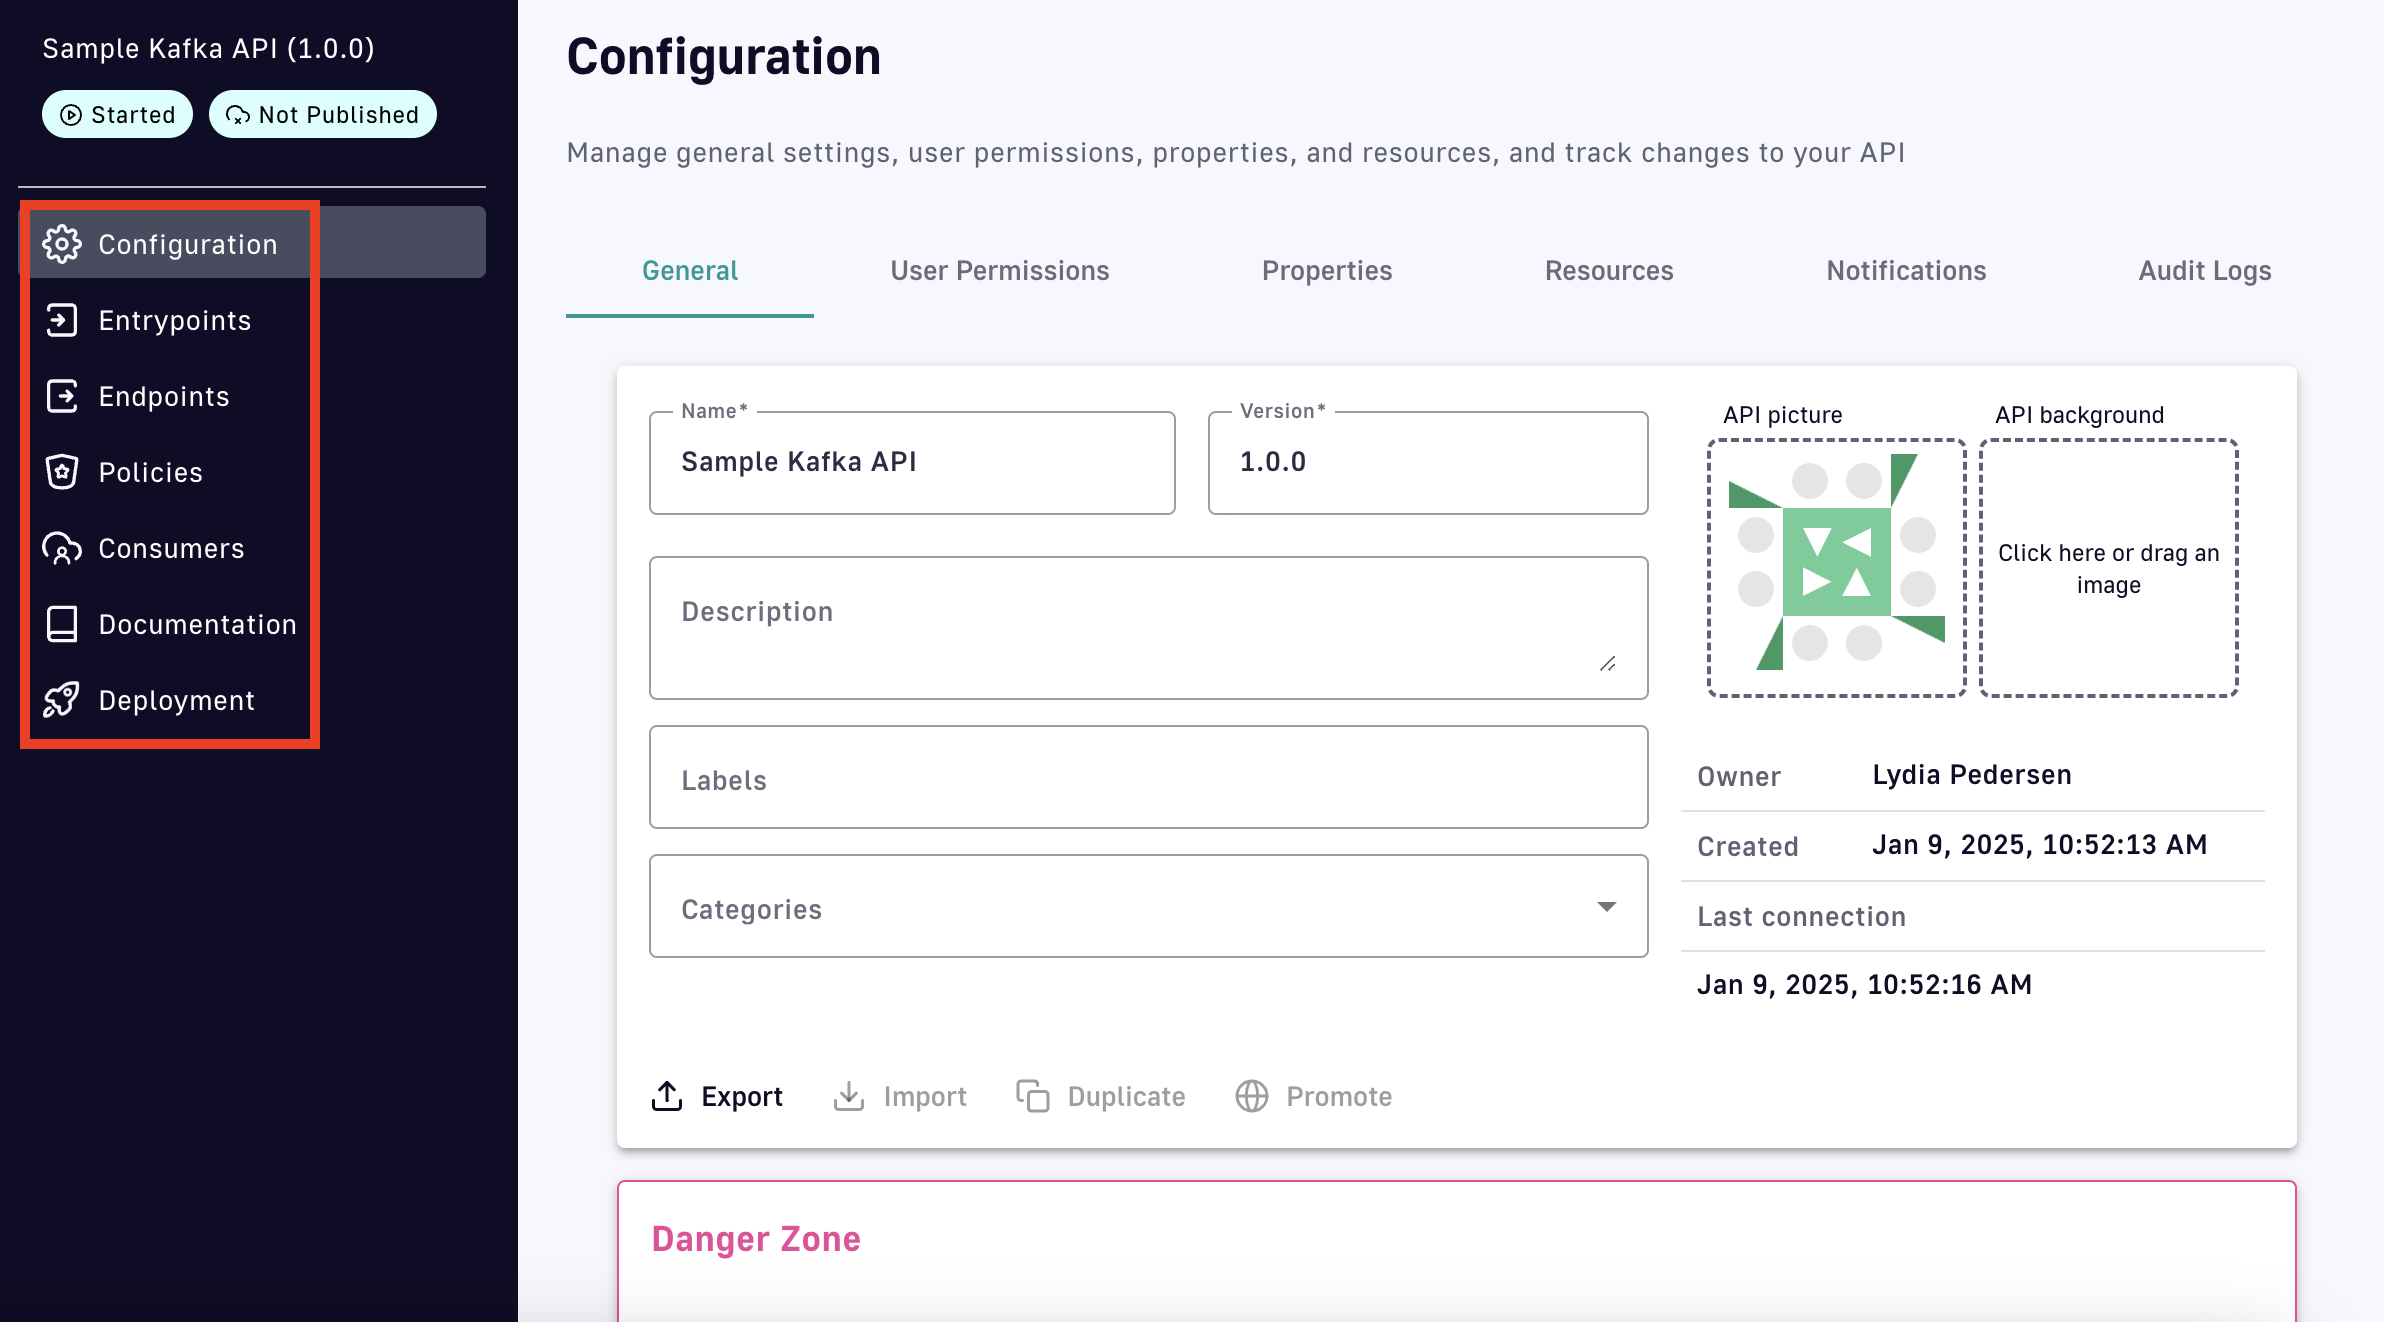 Sample Kafka API (1.0.0)
Started
Not Published
Configuration
Entrypoints
Endpoints
Policies
Consumers
Documentation
Deployment
Configuration
Manage general settings, user permissions, properties, and resources, and track changes to your API
General
User Permissions
Properties
Resources
Notifications
Audit Logs
Name*
Sample Kafka API
Version*
1.0.0
Description
Labels
Categories
API picture
API background
Click here or drag an
image
Owner
Lydia Pedersen
Created
Jan 9, 2025, 10:52:13 AM
Last connection
Jan 9, 2025, 10:52:16 AM
Export
Import
Duplicate
Promote
Danger Zone